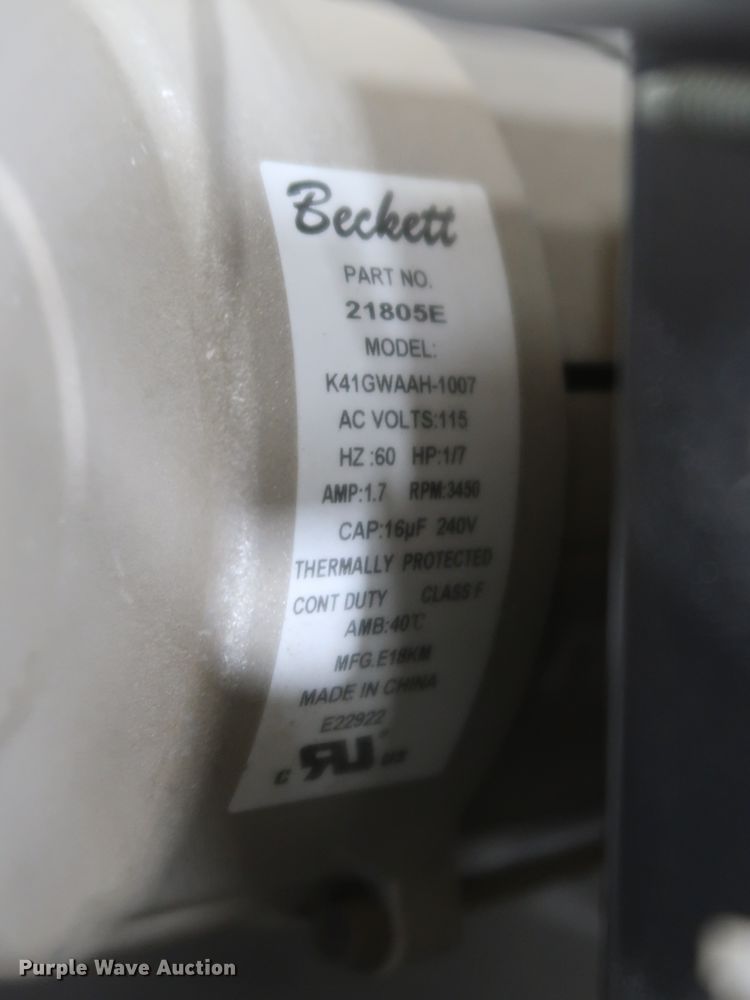 Beckett
PART NO.
21805E
MODEL:
K41GWAAH-1007
AC VOLTS:115
HZ :60 HP:1/7
AMP:1.7 RPM:3450
CAP:16µF 240V
THERMALLY PROTECTED
CONT DUTY CLASS F
AMB:40℃
MFG.E18KM
MADE IN CHINA
E22922
c RU us
Purple Wave Auction